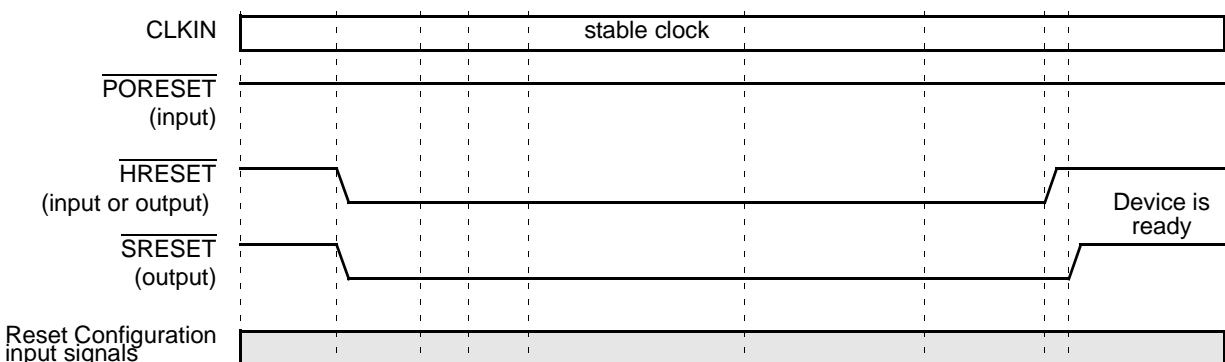 CLKIN
stable clock
PORESET
(input)
HRESET
(input or output)
Device is
ready
SRESET
(output)
Reset Configuration
input signals